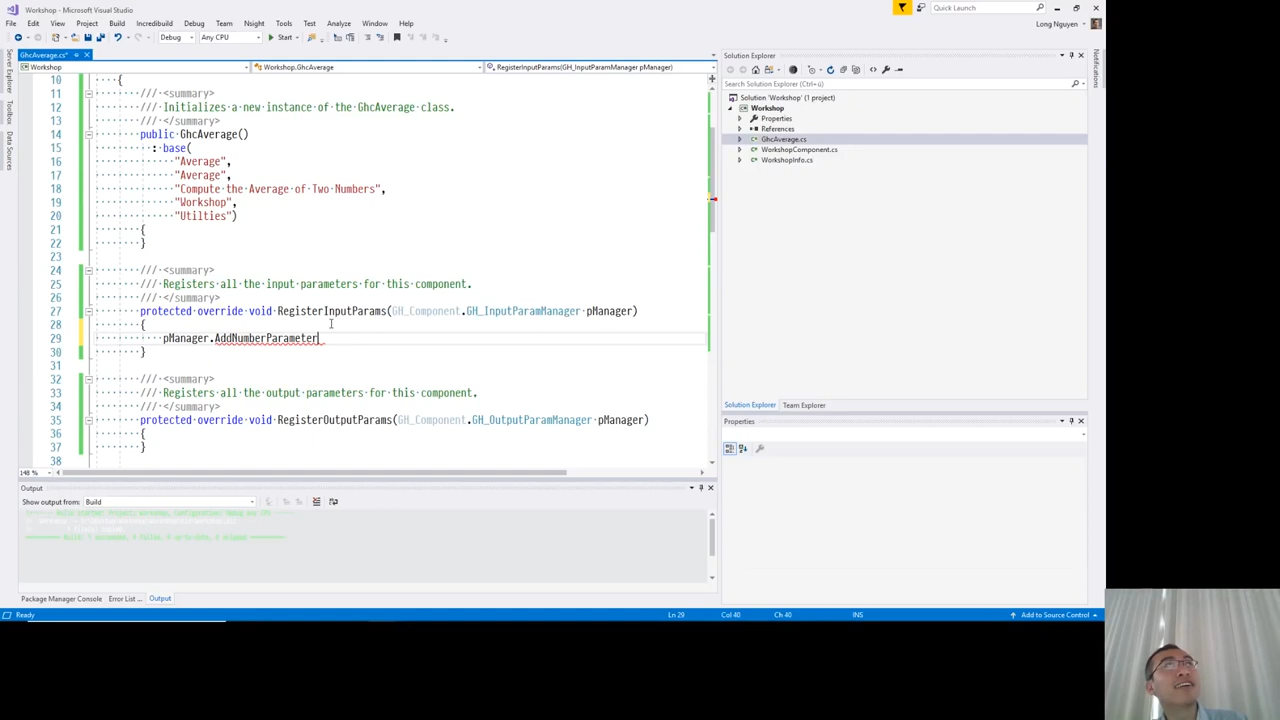 Workshop - Microsoft Visual Studio
Quick Launch
File Edit View Project Build Incredibuild Debug Team Nsight Tools Test Analyze Window Help
Long Nguyen
Debug Any CPU Start
GhcAverage.cs*
Workshop Workshop.GhcAverage RegisterInputParams(GH_InputParamManager pManager)
Server Explorer
Toolbox
Data Sources
10 {
11 /// <summary>
12 /// Initializes a new instance of the GhcAverage class.
13 /// </summary>
14 public GhcAverage()
15 : base(
16 "Average",
17 "Average",
18 "Compute the Average of Two Numbers",
19 "Workshop",
20 "Utilties")
21 {
22 }
23
24 /// <summary>
25 /// Registers all the input parameters for this component.
26 /// </summary>
27 protected override void RegisterInputParams(GH_Component.GH_InputParamManager pManager)
28 {
29 pManager.AddNumberParameter
30 }
31
32 /// <summary>
33 /// Registers all the output parameters for this component.
34 /// </summary>
35 protected override void RegisterOutputParams(GH_Component.GH_OutputParamManager pManager)
36 {
37 }
38
148 %
Output
Show output from: Build
Package Manager Console Error List ... Output
Ready Ln 29 Col 40 Ch 40 INS Add to Source Control
Solution Explorer
Search Solution Explorer (Ctrl+ü)
Solution 'Workshop' (1 project)
Workshop
Properties
References
GhcAverage.cs
WorkshopComponent.cs
WorkshopInfo.cs
Solution Explorer Team Explorer
Properties
Notifications